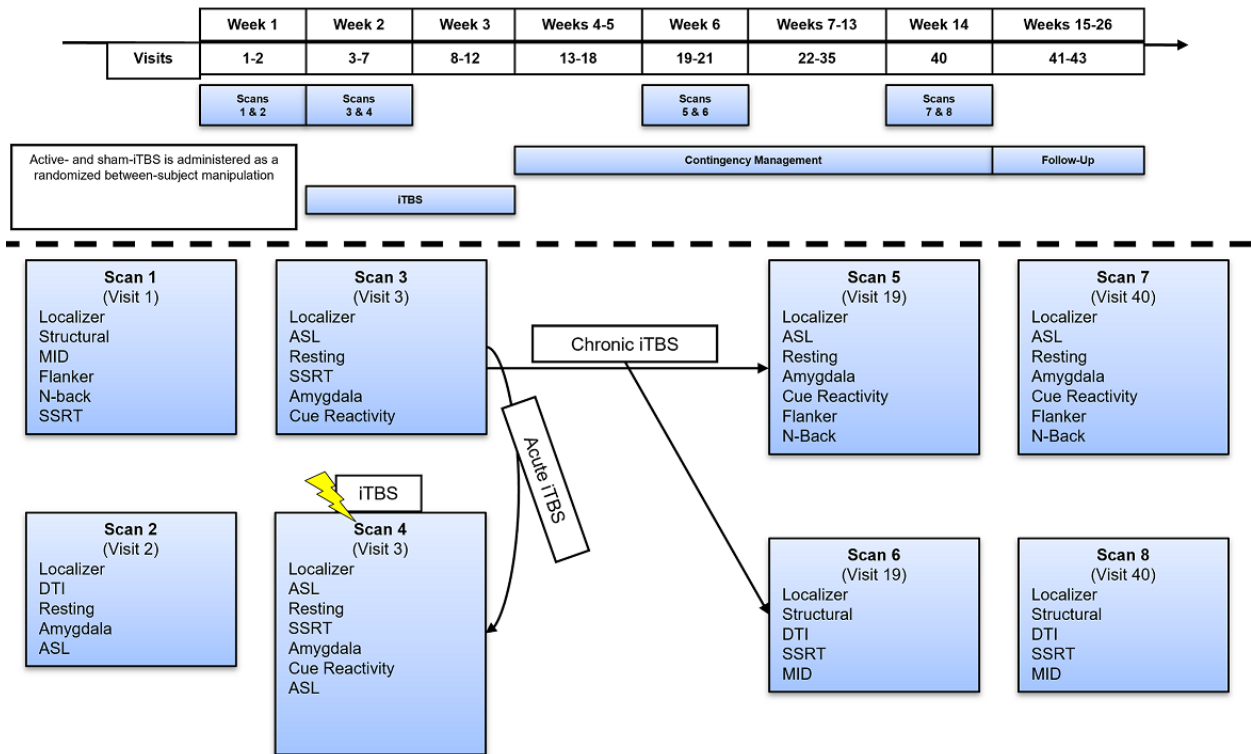 Week 1 Week 2 Week 3 Weeks 4-5 Week 6 Weeks 7-13 Week 14 Weeks 15-26
Visits 1-2 3-7 8-12 13-18 19-21 22-35 40 41-43
Scans
1 & 2
Scans
3 & 4
Scans
5 & 6
Scans
7 & 8
Active- and sham-iTBS is administered as a
randomized between-subject manipulation
Contingency Management
Follow-Up
iTBS
Scan 1
(Visit 1)
Localizer
Structural
MID
Flanker
N-back
SSRT
Scan 3
(Visit 3)
Localizer
ASL
Resting
SSRT
Amygdala
Cue Reactivity
Chronic iTBS
Acute iTBS
Scan 5
(Visit 19)
Localizer
ASL
Resting
Amygdala
Cue Reactivity
Flanker
N-Back
Scan 7
(Visit 40)
Localizer
ASL
Resting
Amygdala
Cue Reactivity
Flanker
N-Back
Scan 2
(Visit 2)
Localizer
DTI
Resting
Amygdala
ASL
iTBS
Scan 4
(Visit 3)
Localizer
ASL
Resting
SSRT
Amygdala
Cue Reactivity
ASL
Scan 6
(Visit 19)
Localizer
Structural
DTI
SSRT
MID
Scan 8
(Visit 40)
Localizer
Structural
DTI
SSRT
MID